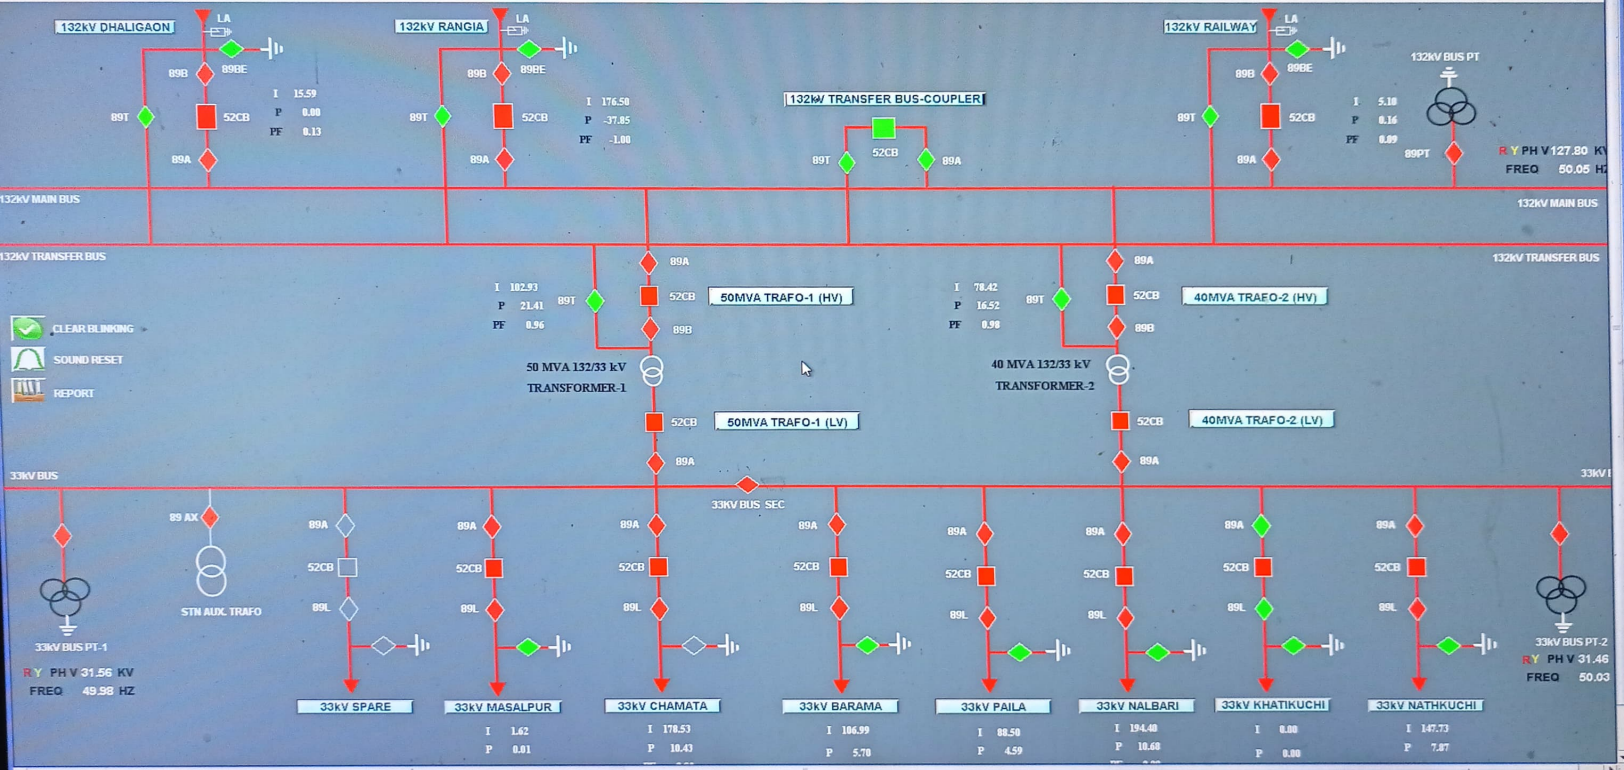 132kV DHALIGAON
LA
132kV RANGIA
LA
132kV RAILWAY
LA
132kV BUS PT
89BE
89B
89BE
89B
89BE
89B
I 15.59
P 0.00
PF 0.13
I 176.50
P -37.85
PF -1.00
132kV TRANSFER BUS-COUPLER
I 5.10
P 0.16
PF 0.09
89T
52CB
89T
52CB
89T
52CB
89A
89A
89T
52CB
89A
89A
89PT
R Y PH V 127.80 KV
FREQ 50.05 HZ
132kV MAIN BUS
132kV MAIN BUS
132kV TRANSFER BUS
132kV TRANSFER BUS
89A
89A
I 102.93
P 21.41
PF 0.96
89T
52CB
50MVA TRAFO-1 (HV)
89B
I 70.42
P 16.52
PF 0.98
89T
52CB
40MVA TRAFO-2 (HV)
89B
CLEAR BLINKING
SOUND RESET
REPORT
50 MVA 132/33 kV
TRANSFORMER-1
40 MVA 132/33 kV
TRANSFORMER-2
52CB
50MVA TRAFO-1 (LV)
52CB
40MVA TRAFO-2 (LV)
89A
89A
33kV BUS
33kV
33KV BUS SEC
89 AX
89A
89A
89A
89A
89A
89A
89A
89A
52CB
52CB
52CB
52CB
52CB
52CB
52CB
52CB
89L
89L
89L
89L
89L
89L
89L
89L
STN AUX. TRAFO
33kV BUS PT-1
R Y PH V 31.56 KV
FREQ 49.98 HZ
33kV BUS PT-2
R Y PH V 31.46
FREQ 50.03
33kV SPARE
33kV MASALPUR
33kV CHAMATA
33kV BARAMA
33kV PAILA
33kV NALBARI
33kV KHATIKUCHI
33kV NATHKUCHI
I 1.62
P 0.01
I 178.53
P 10.43
I 106.99
P 5.70
I 80.50
P 4.59
I 194.40
P 10.60
I 0.00
P 0.00
I 147.73
P 7.87